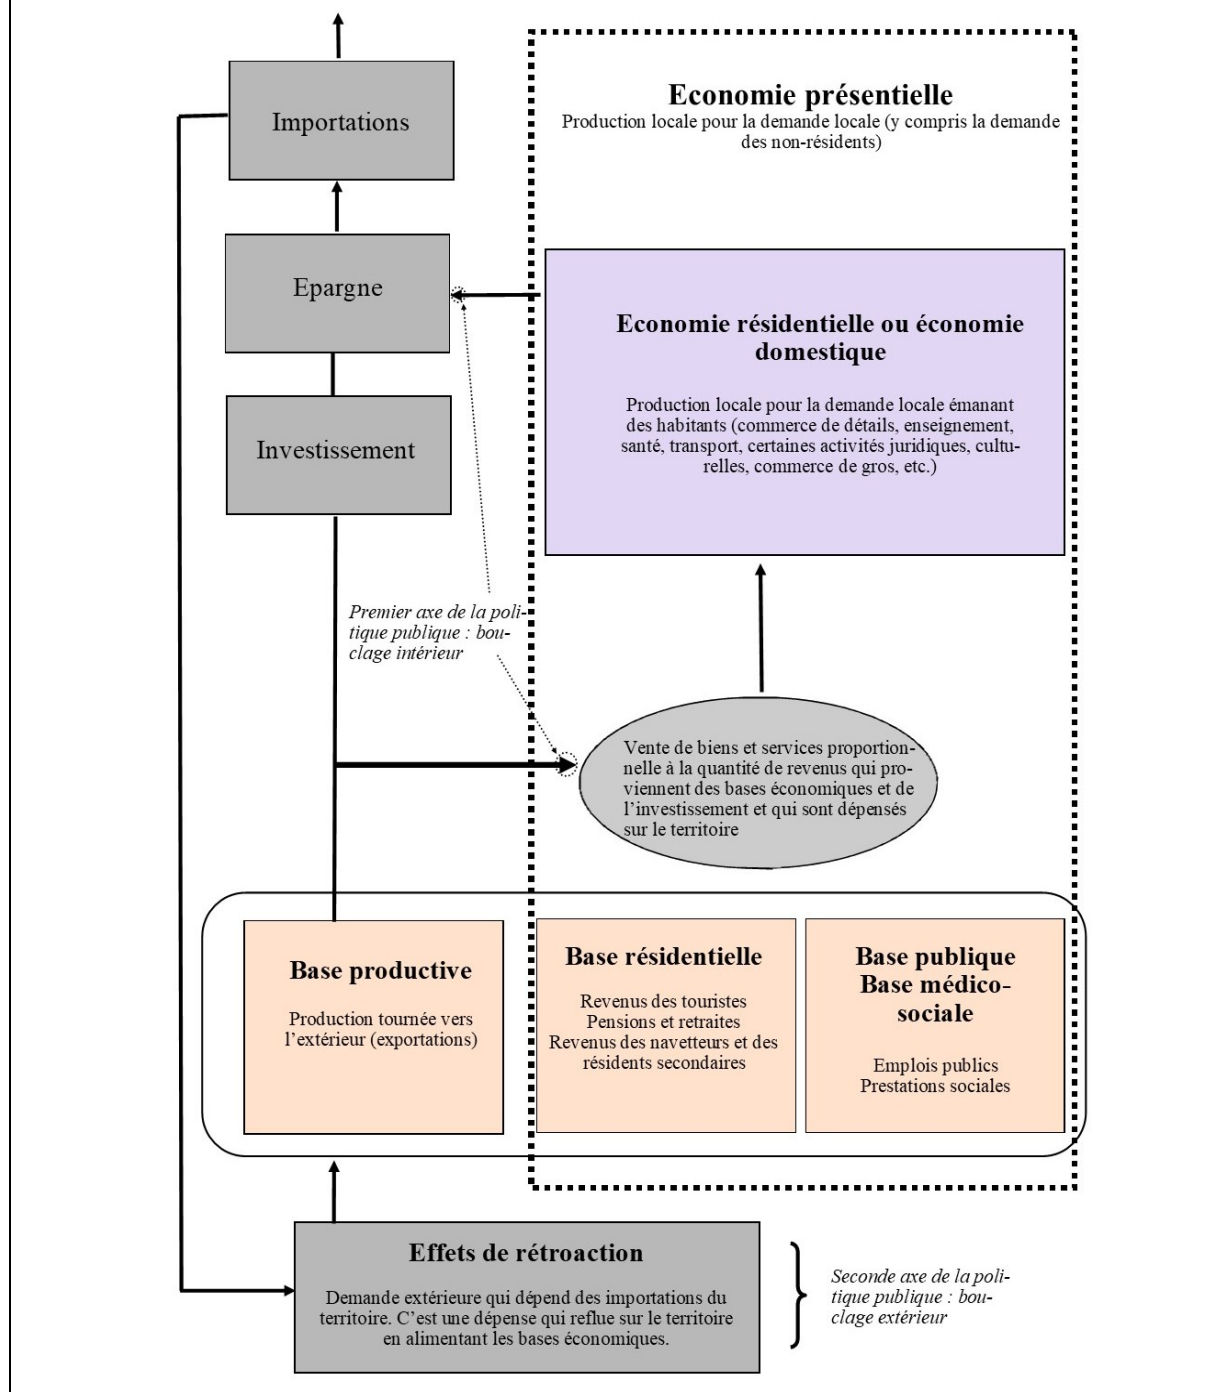 Importations
Economie présentielle
Production locale pour la demande locale (y compris la demande
des non-résidents)
Epargne
Economie résidentielle ou économie
domestique
Production locale pour la demande locale émanant
des habitants (commerce de détails, enseignement,
santé, transport, certaines activités juridiques, cultu-
relles, commerce de gros, etc.)
Investissement
Premier axe de la poli-
tique publique : bou-
clage intérieur
Vente de biens et services proportion-
nelle à la quantité de revenus qui pro-
viennent des bases économiques et de
l’investissement et qui sont dépensés
sur le territoire
Base productive
Production tournée vers
l’extérieur (exportations)
Base résidentielle
Revenus des touristes
Pensions et retraites
Revenus des navetteurs et des
résidents secondaires
Base publique
Base médico-
sociale
Emplois publics
Prestations sociales
Effets de rétroaction
Demande extérieure qui dépend des importations du
territoire. C’est une dépense qui reflue sur le territoire
en alimentant les bases économiques.
Seconde axe de la poli-
tique publique : bou-
clage extérieur